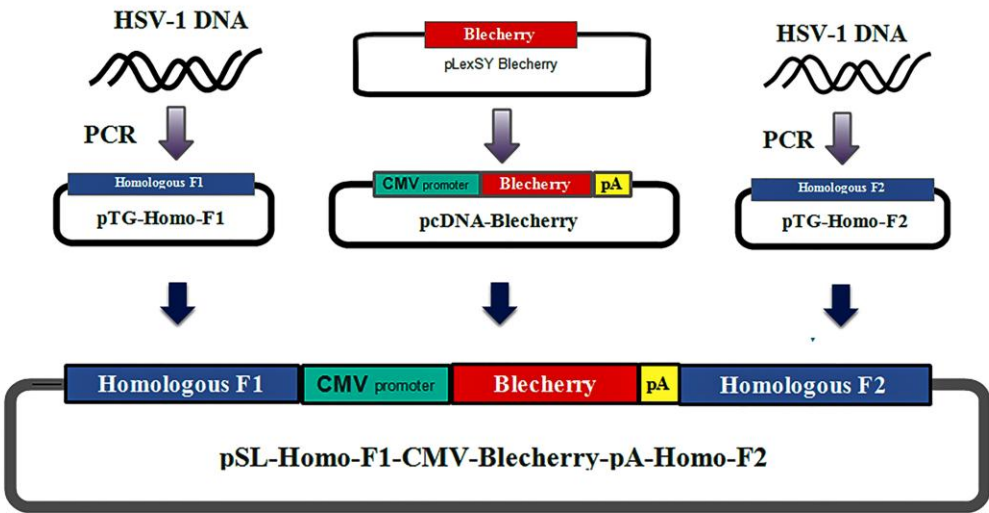 HSV-1 DNA
PCR
Homologous F1
pTG-Homo-F1
Blecherry
pLexSY Blecherry
CMV promoter Blecherry pA
pcDNA-Blecherry
HSV-1 DNA
PCR
Homologous F2
pTG-Homo-F2
Homologous F1 CMV promoter Blecherry pA Homologous F2
pSL-Homo-F1-CMV-Blecherry-pA-Homo-F2